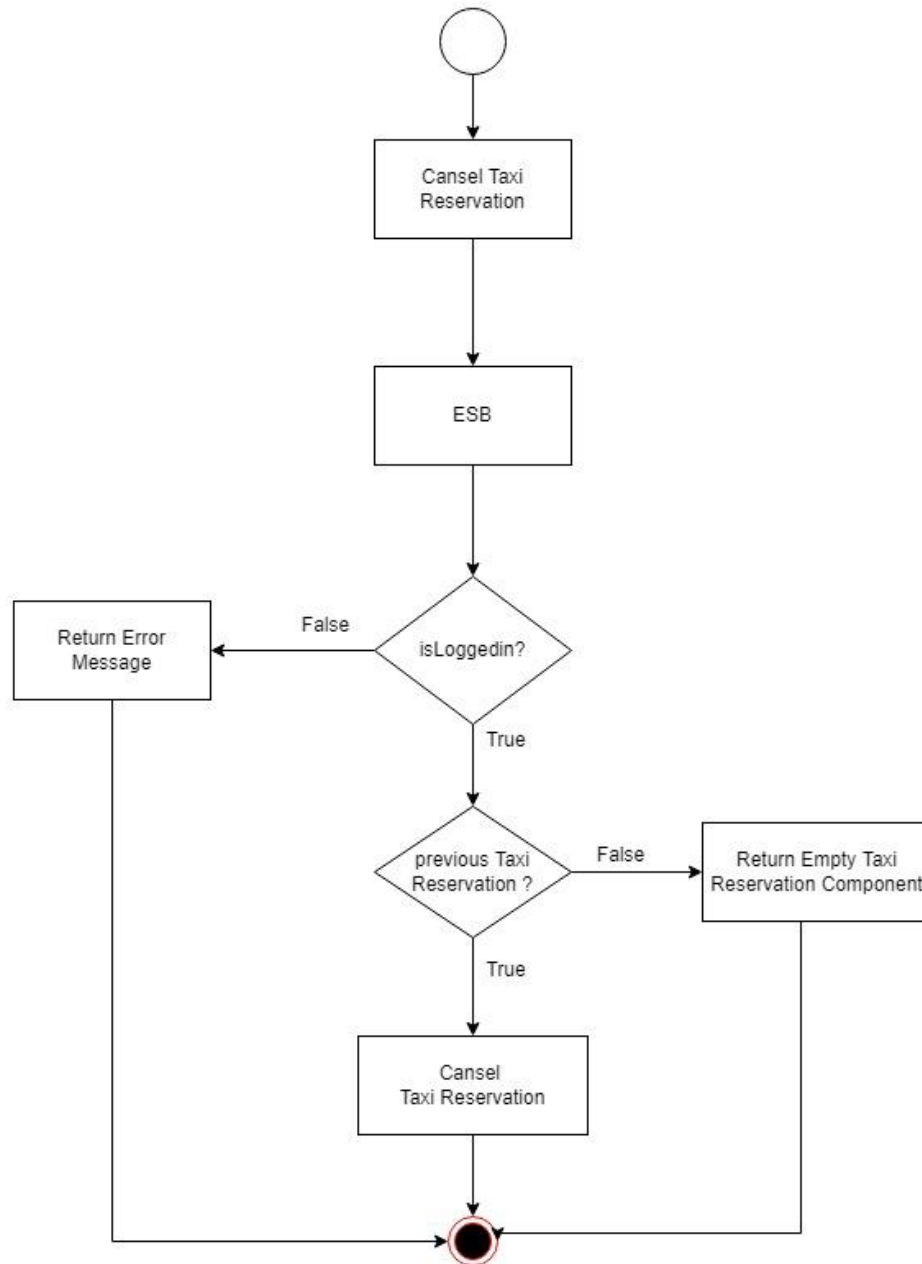 Cansel Taxi
Reservation
ESB
isLoggedin?
False
Return Error
Message
True
previous Taxi
Reservation ?
False
Return Empty Taxi
Reservation Component
True
Cansel
Taxi Reservation